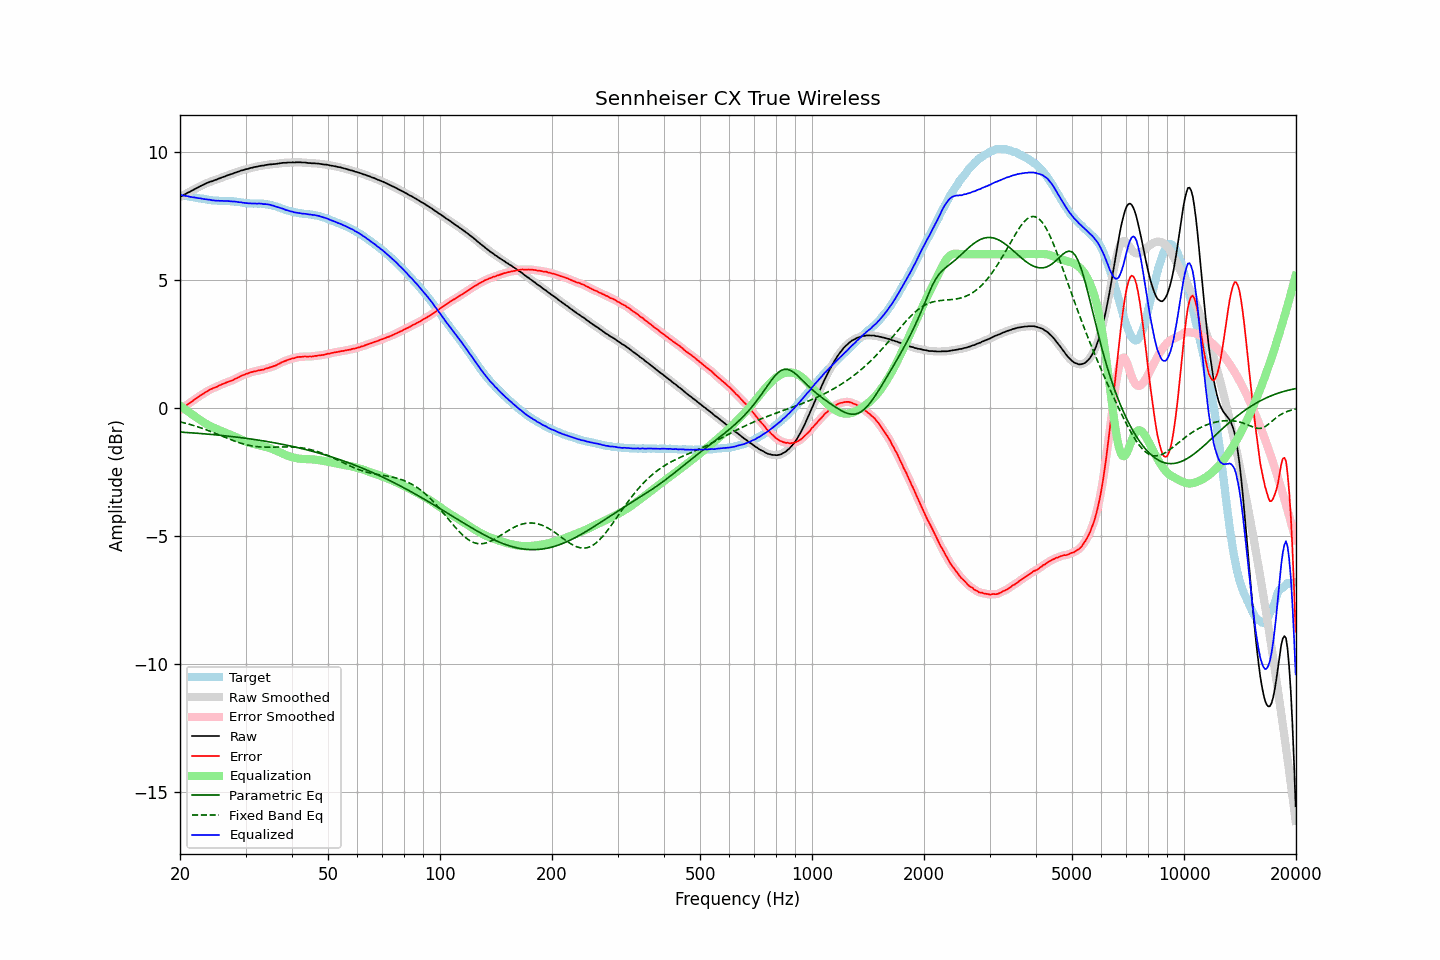 Sennheiser CX True Wireless
Amplitude (dBr)
10
5
0
−5
−10
−15
Target
Raw Smoothed
Error Smoothed
Raw
Error
Equalization
Parametric Eq
Fixed Band Eq
Equalized
20 50 100 200 500 1000 2000 5000 10000 20000
Frequency (Hz)